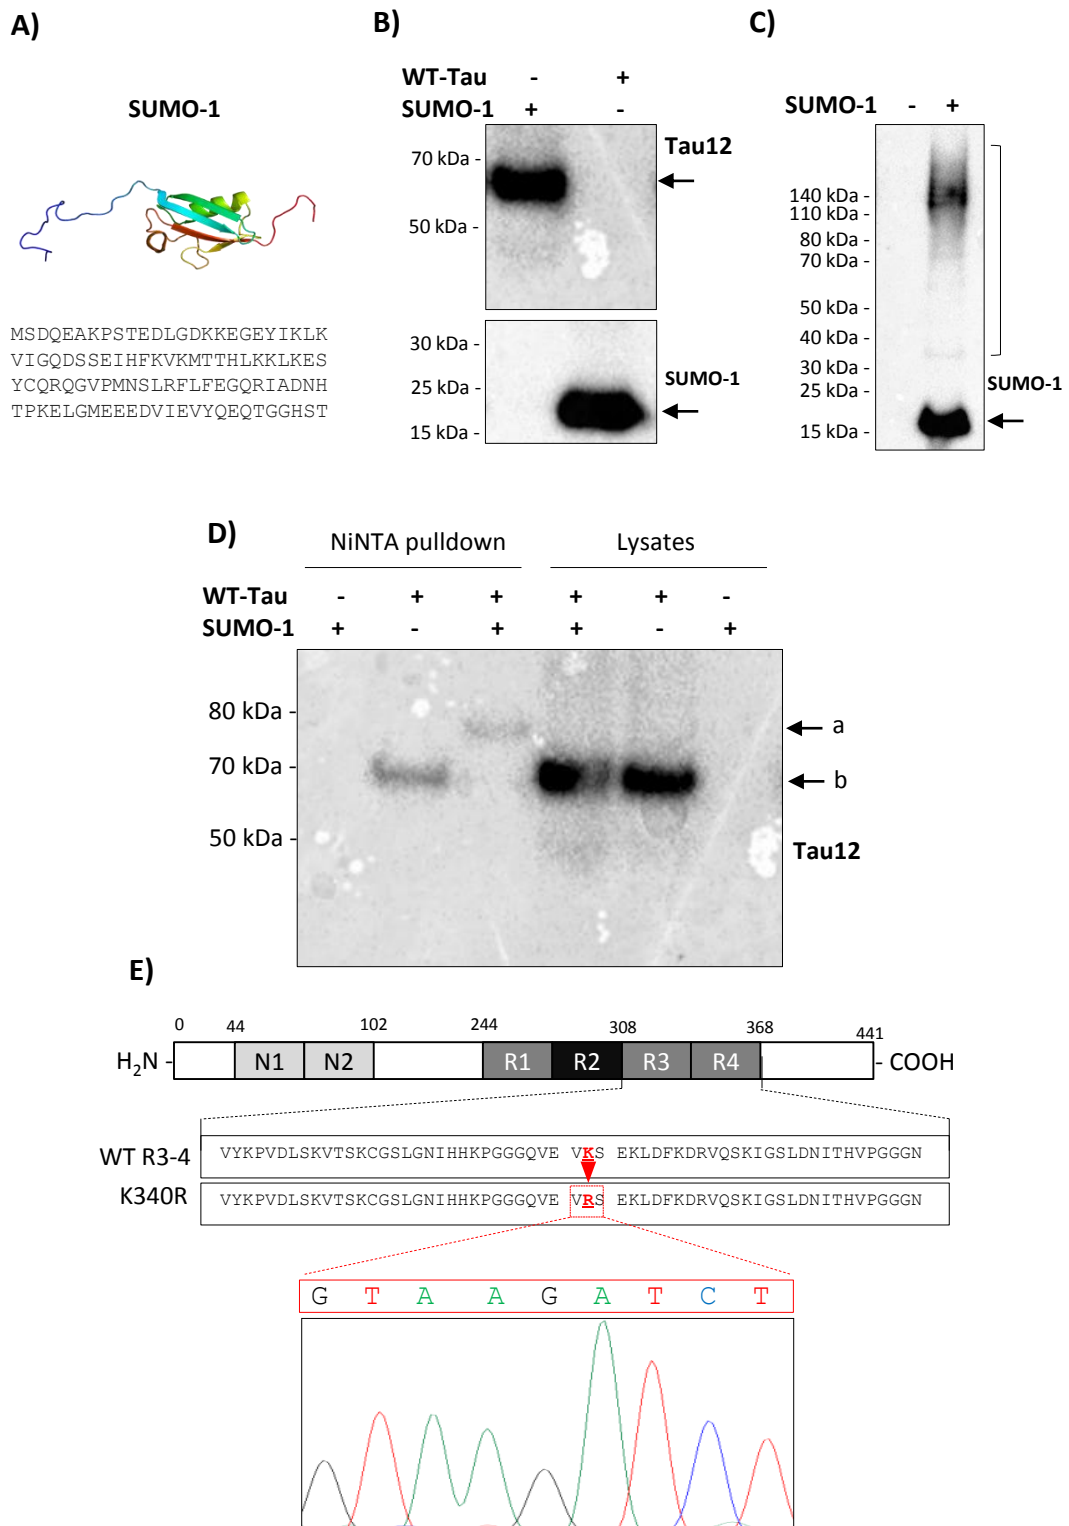 A)
SUMO-1
MSDQEAKPSTEDLGDKKEGEYIKLK
VIGQDSSEIHFKVKMTTHLKKLKES
YCQRQGVPMNSLRFLFEGQRIADNH
TPKELGMEEEDVIEVYQEQTGGHST
B)
WT-Tau - +
SUMO-1 + -
70 kDa -
50 kDa -
Tau12
30 kDa -
25 kDa -
15 kDa -
SUMO-1
C)
SUMO-1 - +
140 kDa -
110 kDa -
80 kDa -
70 kDa -
50 kDa -
40 kDa -
30 kDa -
25 kDa -
15 kDa -
SUMO-1
D)
NiNTA pulldown Lysates
WT-Tau - + + + + -
SUMO-1 + - + + - +
80 kDa -
70 kDa -
50 kDa -
a
b
Tau12
E)
0 44 102 244 308 368 441
H2N - N1 N2 R1 R2 R3 R4 - COOH
WT R3-4 VYKPVDLSKVTSKCGSLGNIHHKPGGGQVE VKS EKLDFKDRVQSKIGSLDNITHVPGGGN
K340R VYKPVDLSKVTSKCGSLGNIHHKPGGGQVE VRS EKLDFKDRVQSKIGSLDNITHVPGGGN
G T A A G A T C T